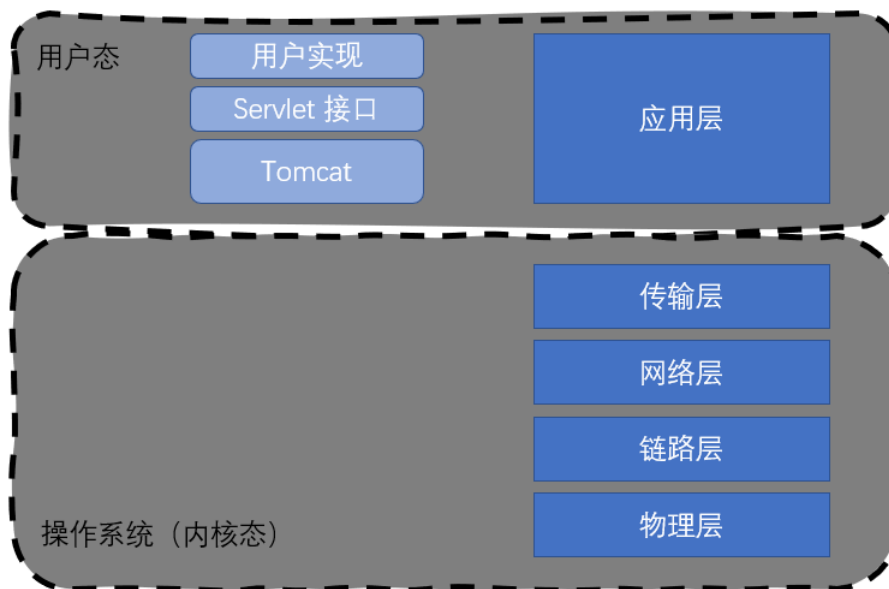 用户态
用户实现
Servlet 接口
Tomcat
应用层
传输层
网络层
链路层
物理层
操作系统（内核态）